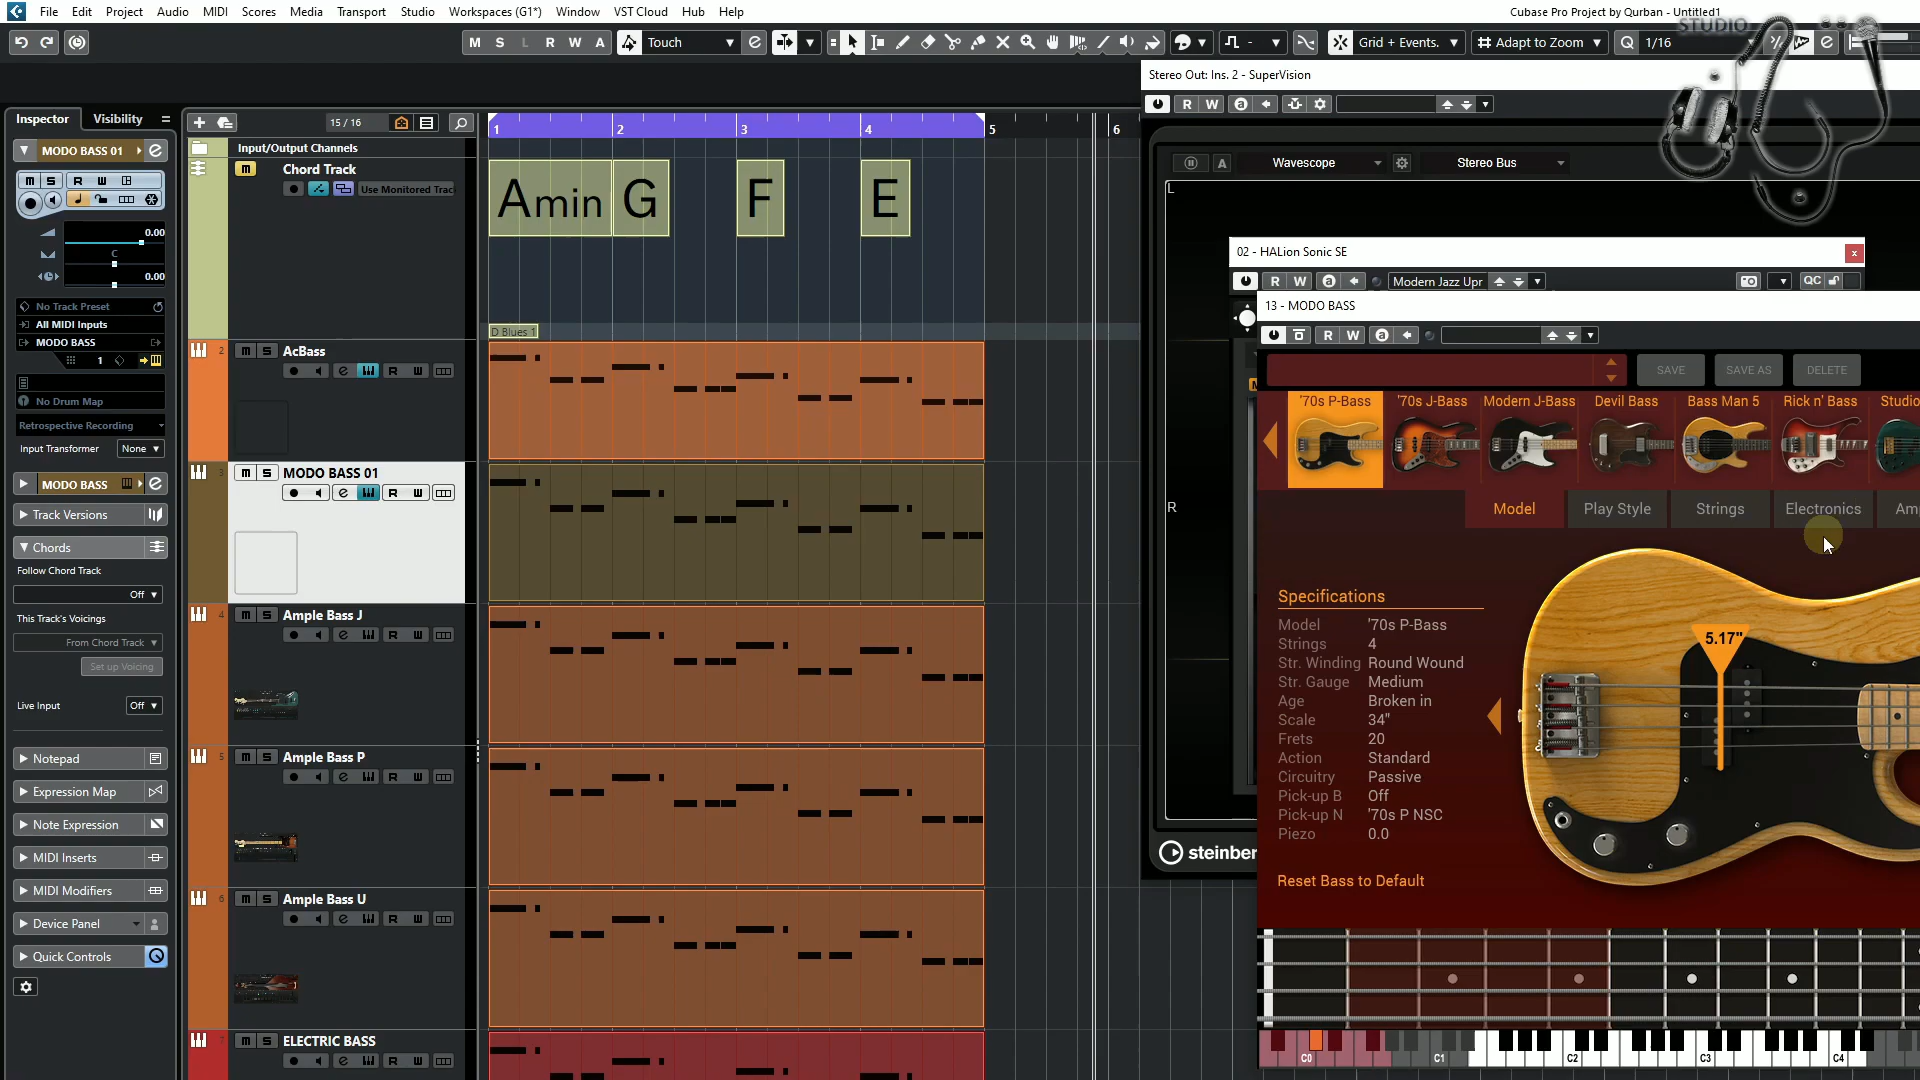 File Edit Project Audio MIDI Scores Media Transport Studio Workspaces (G1*) Window VST Cloud Hub Help
Cubase Pro Project by Qurban - Untitled1
STUDIO
M S L R W A Touch
Grid + Events. Adapt to Zoom Q 1/16
Stereo Out: Ins. 2 - SuperVision
R W
Wavescope Stereo Bus
L
R
steinber
Inspector Visibility
MODO BASS 01
M S R W
0.00
C
0.00
No Track Preset
All MIDI Inputs
MODO BASS
1
No Drum Map
Retrospective Recording
Input Transformer None
MODO BASS
Track Versions
Chords
Follow Chord Track
Off
This Track's Voicings
From Chord Track
Set up Voicing
Live Input Off
Notepad
Expression Map
Note Expression
MIDI Inserts
MIDI Modifiers
Device Panel
Quick Controls
15 / 16
1 2 3 4 5 6
Input/Output Channels
Chord Track
Use Monitored Trac
Amin G F E
D Blues 1
2 M S AcBass
R W
3 M S MODO BASS 01
R W
4 M S Ample Bass J
R W
5 M S Ample Bass P
R W
6 M S Ample Bass U
R W
7 M S ELECTRIC BASS
R W
02 - HALion Sonic SE
R W Modern Jazz Upr QC
13 - MODO BASS
R W
SAVE SAVE AS DELETE
'70s P-Bass '70s J-Bass Modern J-Bass Devil Bass Bass Man 5 Rick n' Bass Studio
Model Play Style Strings Electronics Am
Specifications
Model '70s P-Bass
Strings 4
Str. Winding Round Wound
Str. Gauge Medium
Age Broken in
Scale 34"
Frets 20
Action Standard
Circuitry Passive
Pick-up B Off
Pick-up N '70s P NSC
Piezo 0.0
5.17"
Reset Bass to Default
C0 C1 C2 C3 C4